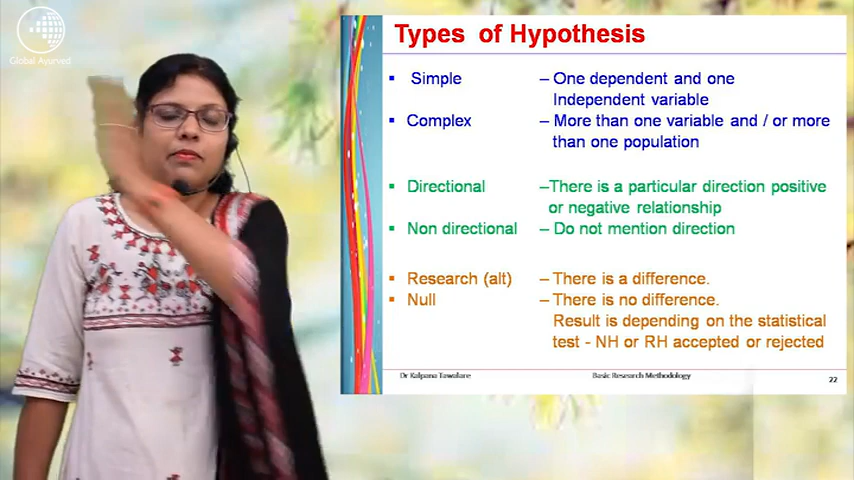 Global Ayurved
Types of Hypothesis
▪ Simple – One dependent and one
Independent variable
▪ Complex – More than one variable and / or more
than one population
▪ Directional –There is a particular direction positive
or negative relationship
▪ Non directional – Do not mention direction
▪ Research (alt) – There is a difference.
▪ Null – There is no difference.
Result is depending on the statistical
test - NH or RH accepted or rejected
Dr Kalpana Tawalare Basic Research Methodology 22